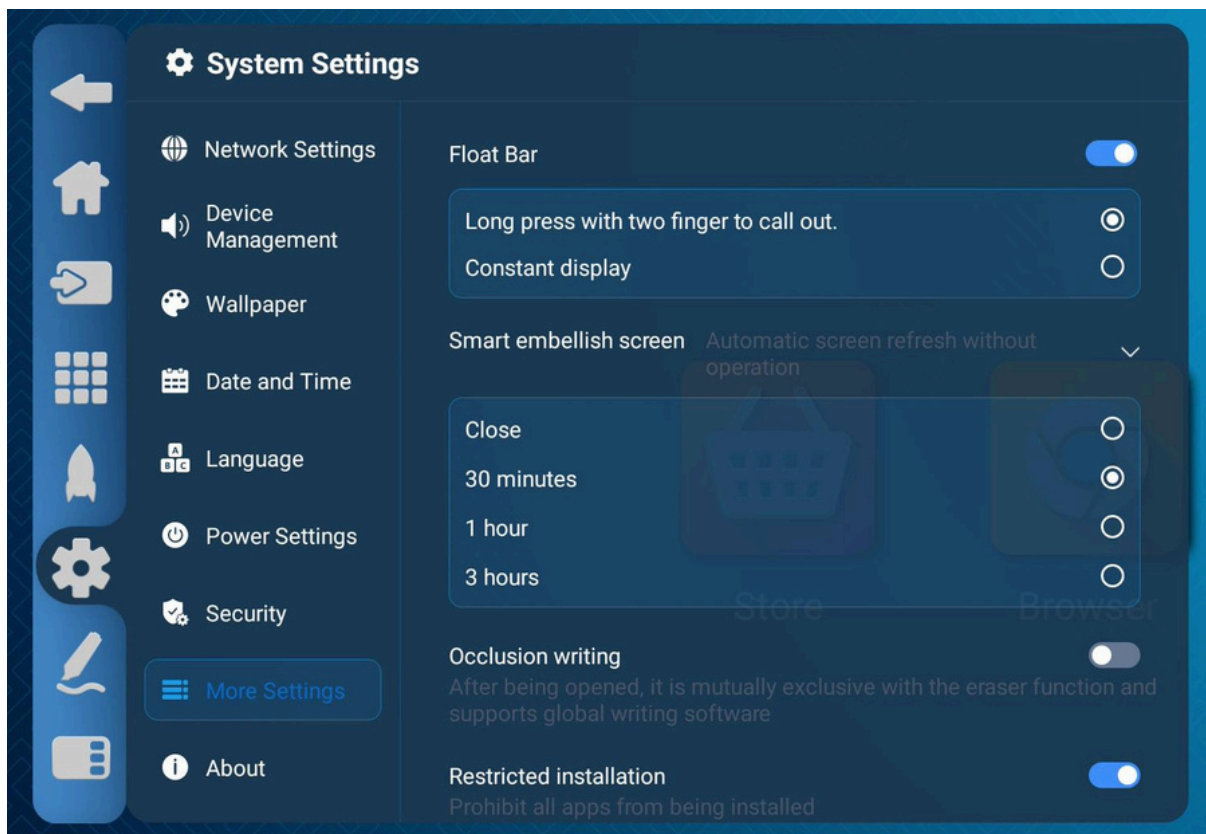 System Settings
Network Settings
Device
Management
Wallpaper
Date and Time
A
B C
Language
Power Settings
Security
More Settings
About
Float Bar
Long press with two finger to call out.
Constant display
Smart embellish screen
Automatic screen refresh without
operation
Close
30 minutes
1 hour
3 hours
Store
Browser
Occlusion writing
After being opened, it is mutually exclusive with the eraser function and
supports global writing software
Restricted installation
Prohibit all apps from being installed